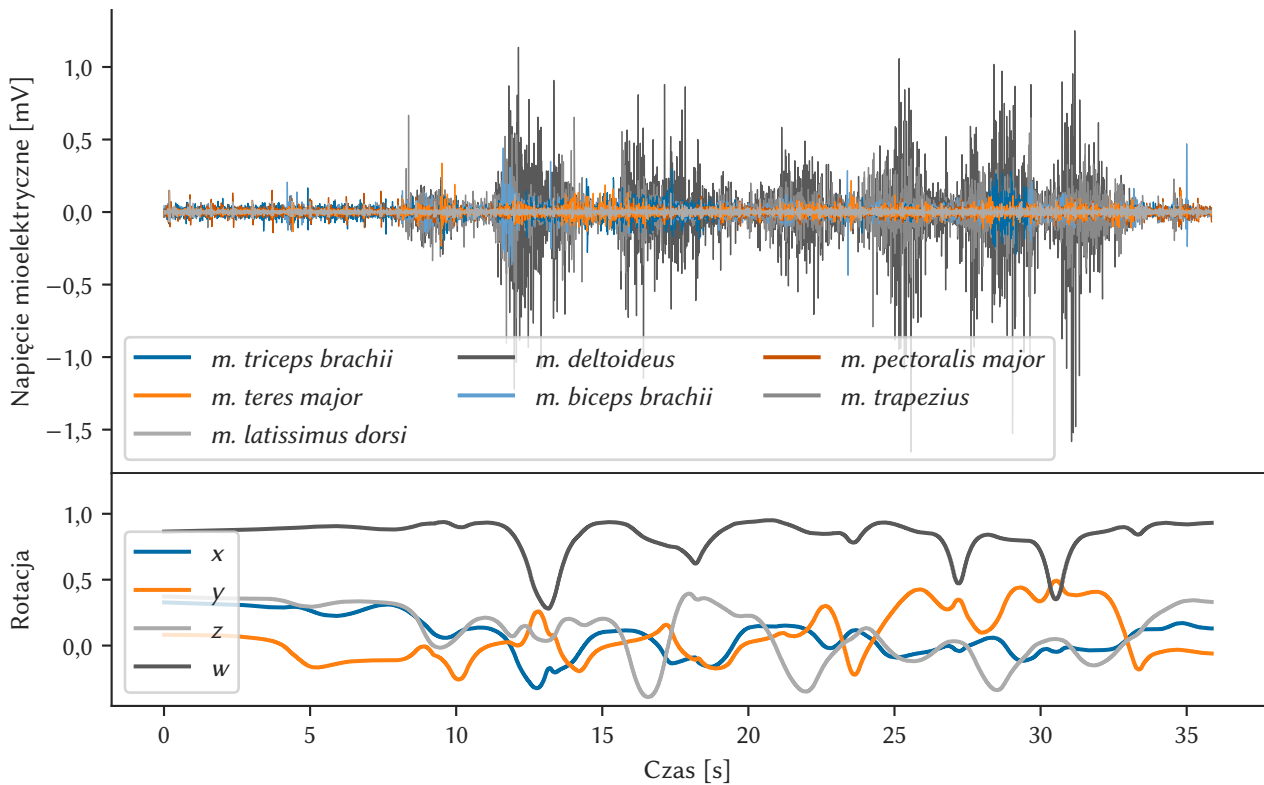 Napięcie mioelektryczne [mV]
1,0
0,5
0,0
−0,5
−1,0
−1,5
m. triceps brachii m. deltoideus m. pectoralis major
m. teres major m. biceps brachii m. trapezius
m. latissimus dorsi
Rotacja
1,0
0,5
0,0
x
y
z
w
0 5 10 15 20 25 30 35
Czas [s]